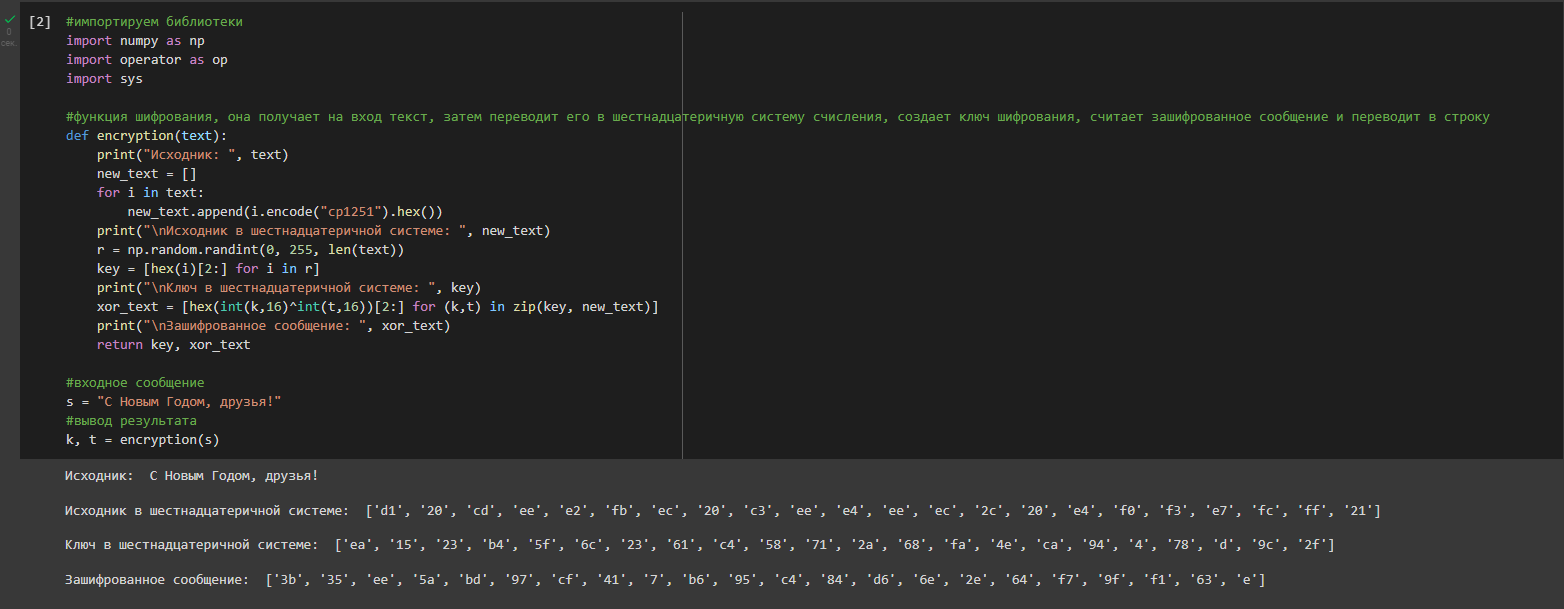 [2] #импортируем библиотеки
0
сек.
import numpy as np
import operator as op
import sys
#функция шифрования, она получает на вход текст, затем переводит его в шестнадцатеричную систему счисления, создает ключ шифрования, считает зашифрованное сообщение и переводит в строку
def encryption(text):
    print("Исходник: ", text)
    new_text = []
    for i in text:
        new_text.append(i.encode("cp1251").hex())
    print("\nИсходник в шестнадцатеричной системе: ", new_text)
    r = np.random.randint(0, 255, len(text))
    key = [hex(i)[2:] for i in r]
    print("\nКлюч в шестнадцатеричной системе: ", key)
    xor_text = [hex(int(k,16)^int(t,16))[2:] for (k,t) in zip(key, new_text)]
    print("\nЗашифрованное сообщение: ", xor_text)
    return key, xor_text
#входное сообщение
s = "С Новым Годом, друзья!"
#вывод результата
k, t = encryption(s)
Исходник:  С Новым Годом, друзья!
Исходник в шестнадцатеричной системе:  ['d1', '20', 'cd', 'ee', 'e2', 'fb', 'ec', '20', 'c3', 'ee', 'e4', 'ee', 'ec', '2c', '20', 'e4', 'f0', 'f3', 'e7', 'fc', 'ff', '21']
Ключ в шестнадцатеричной системе:  ['ea', '15', '23', 'b4', '5f', '6c', '23', '61', 'c4', '58', '71', '2a', '68', 'fa', '4e', 'ca', '94', '4', '78', 'd', '9c', '2f']
Зашифрованное сообщение:  ['3b', '35', 'ee', '5a', 'bd', '97', 'cf', '41', '7', 'b6', '95', 'c4', '84', 'd6', '6e', '2e', '64', 'f7', '9f', 'f1', '63', 'e']